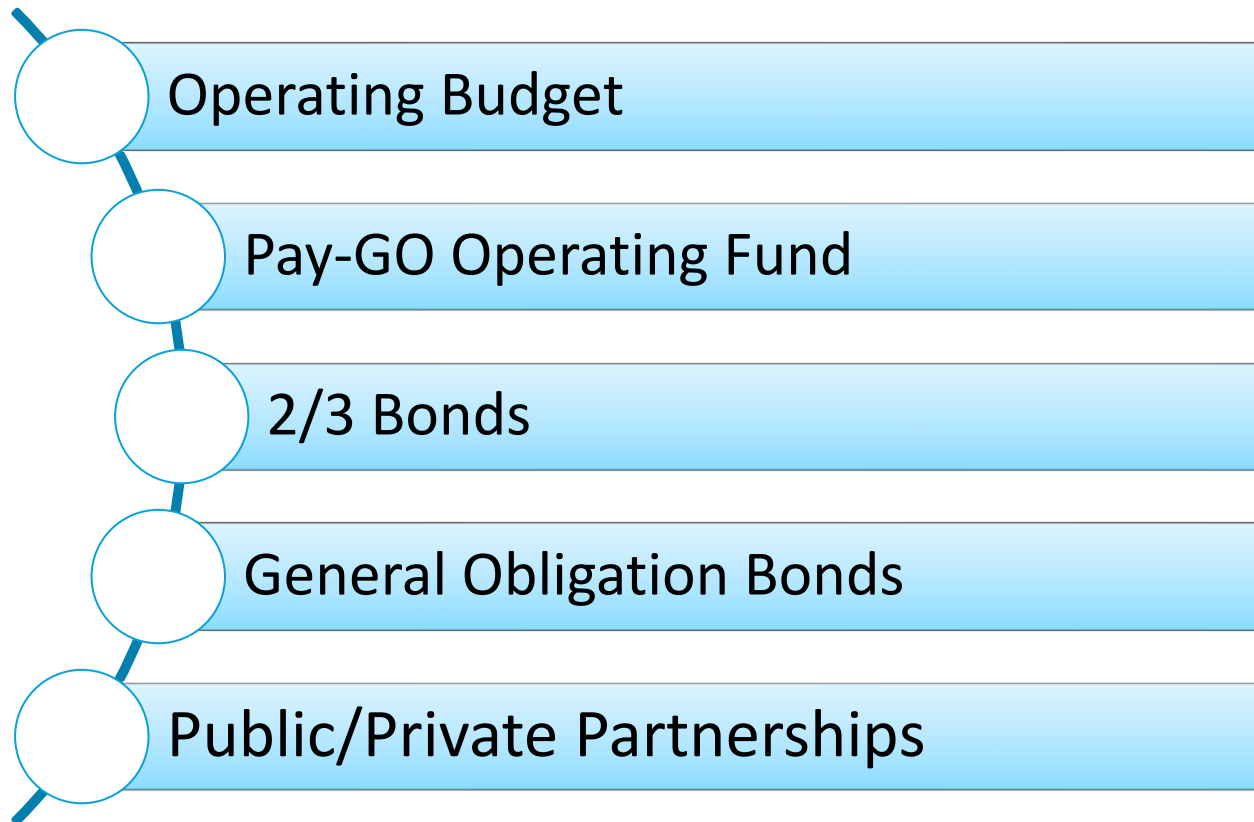 Operating Budget
Pay-GO Operating Fund
2/3 Bonds
General Obligation Bonds
Public/Private Partnerships